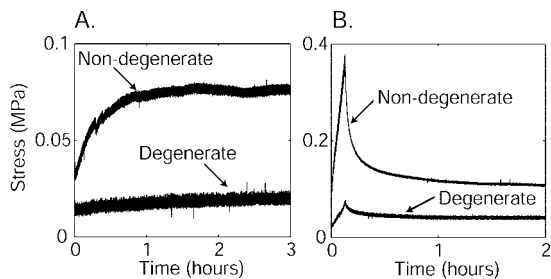 A.
B.
Stress (MPa)
0.1
0.05
0
Non-degenerate
Degenerate
0
1
2
3
Time (hours)
0.4
0.2
0
Non-degenerate
Degenerate
0
1
2
Time (hours)